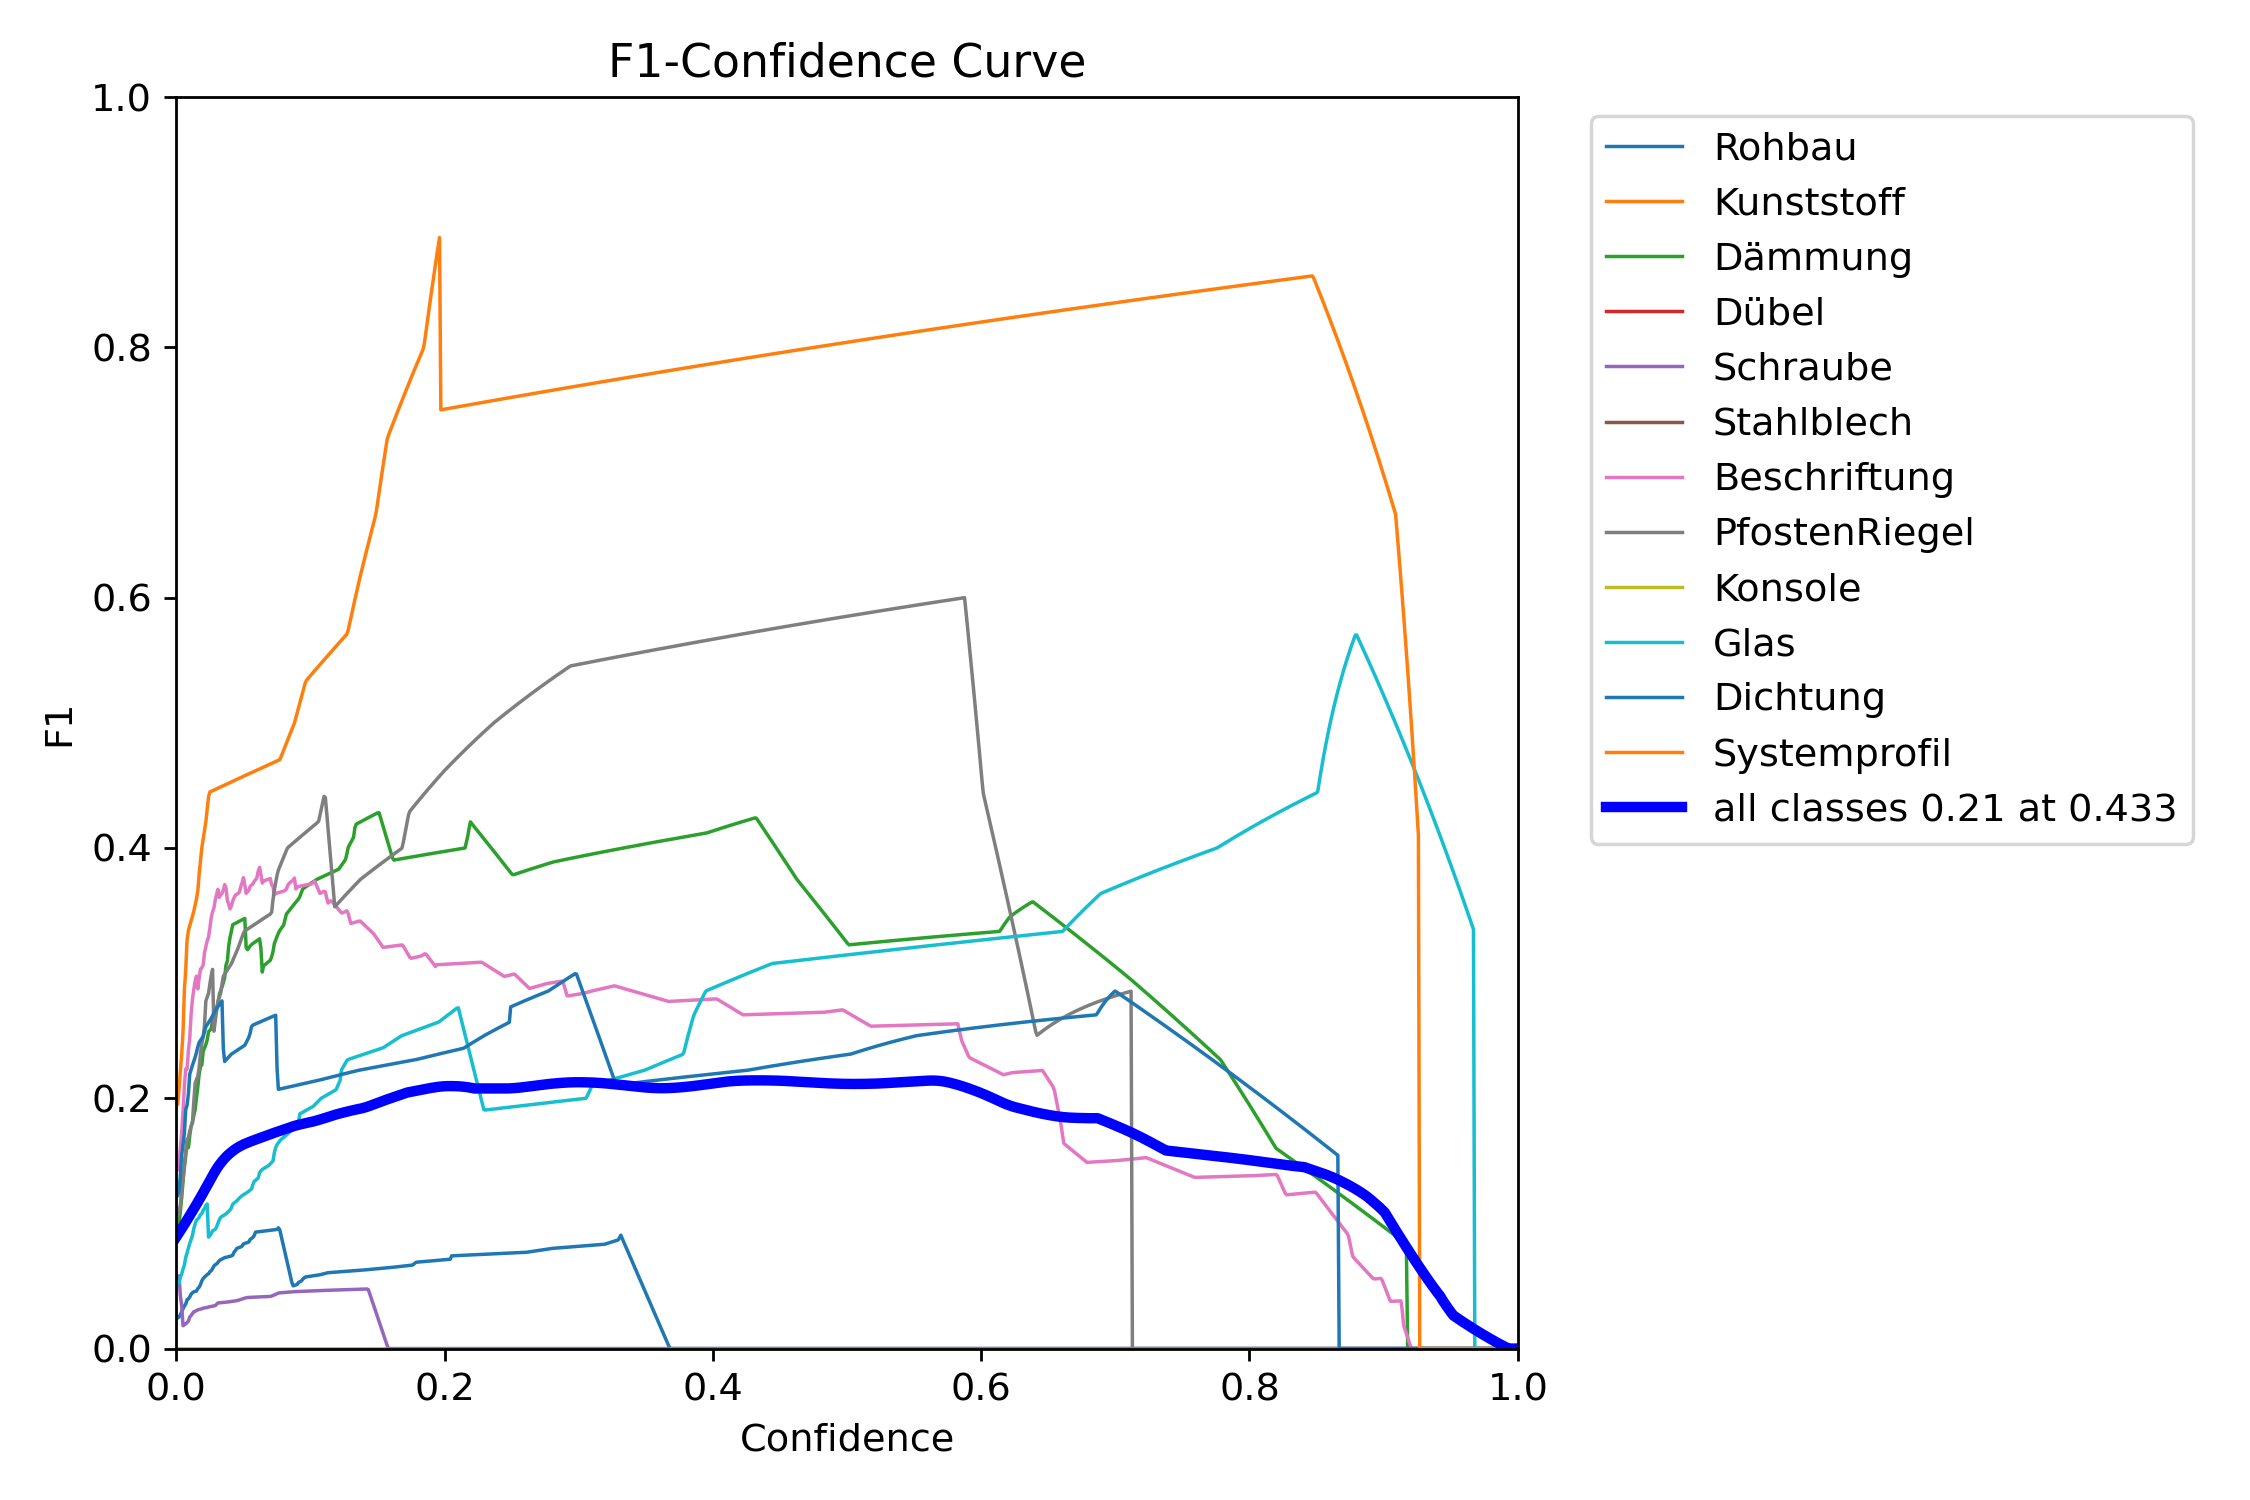 F1-Confidence Curve
1.0
0.8
0.6
0.4
0.2
0.0
F1
0.0 0.2 0.4 0.6 0.8 1.0
Confidence
Rohbau
Kunststoff
Dämmung
Dübel
Schraube
Stahlblech
Beschriftung
PfostenRiegel
Konsole
Glas
Dichtung
Systemprofil
all classes 0.21 at 0.433